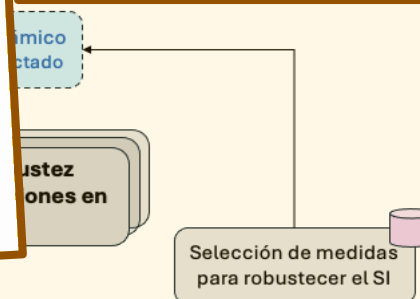 ámico
ctado
ustez
ones en
Selección de medidas
para robustecer el SI